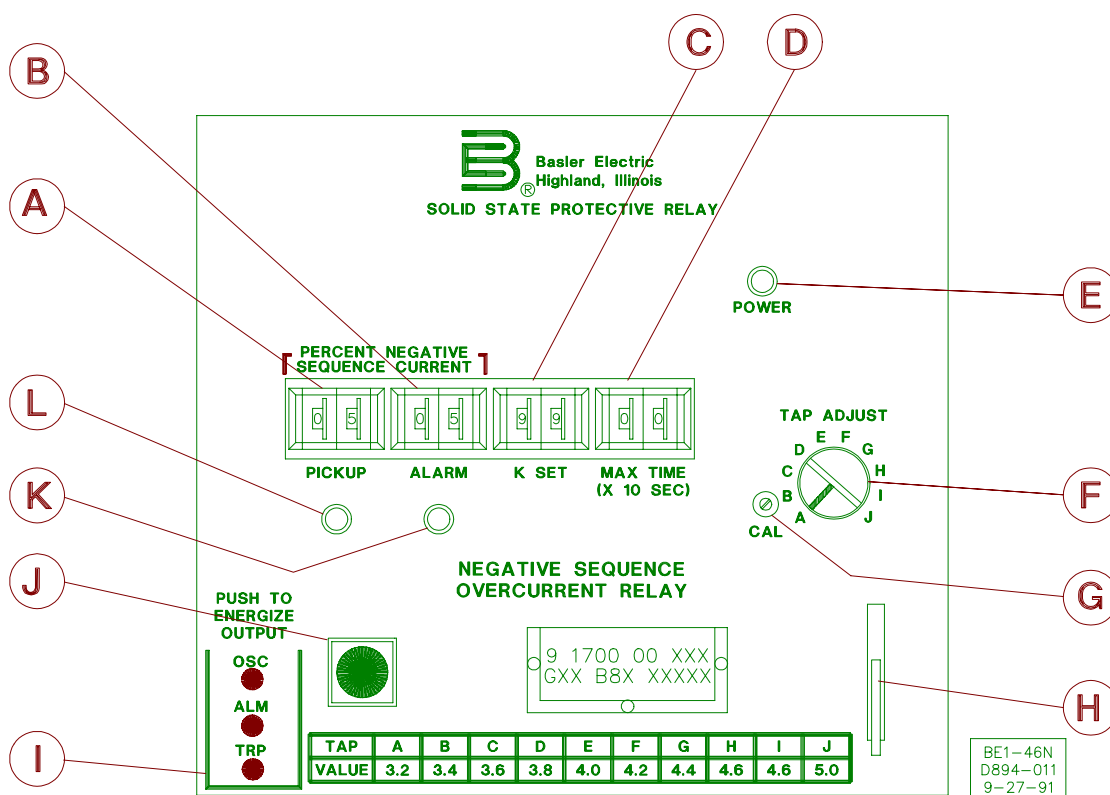 C
D
B
Basler Electric
Highland, Illinois
®
SOLID STATE PROTECTIVE RELAY
A
E
POWER
PERCENT NEGATIVE
SEQUENCE CURRENT
0 5
0 5
9 9
0 0
PICKUP
ALARM
K SET
MAX TIME
(X 10 SEC)
L
TAP ADJUST
A B C D E F G H I J
F
CAL
K
G
J
NEGATIVE SEQUENCE
OVERCURRENT RELAY
PUSH TO
ENERGIZE
OUTPUT
OSC
ALM
TRP
9 1700 00 XXX
GXX B8X XXXXX
H
I
TAP A B C D E F G H I J
VALUE 3.2 3.4 3.6 3.8 4.0 4.2 4.4 4.6 4.6 5.0
BE1-46N
D894-011
9-27-91